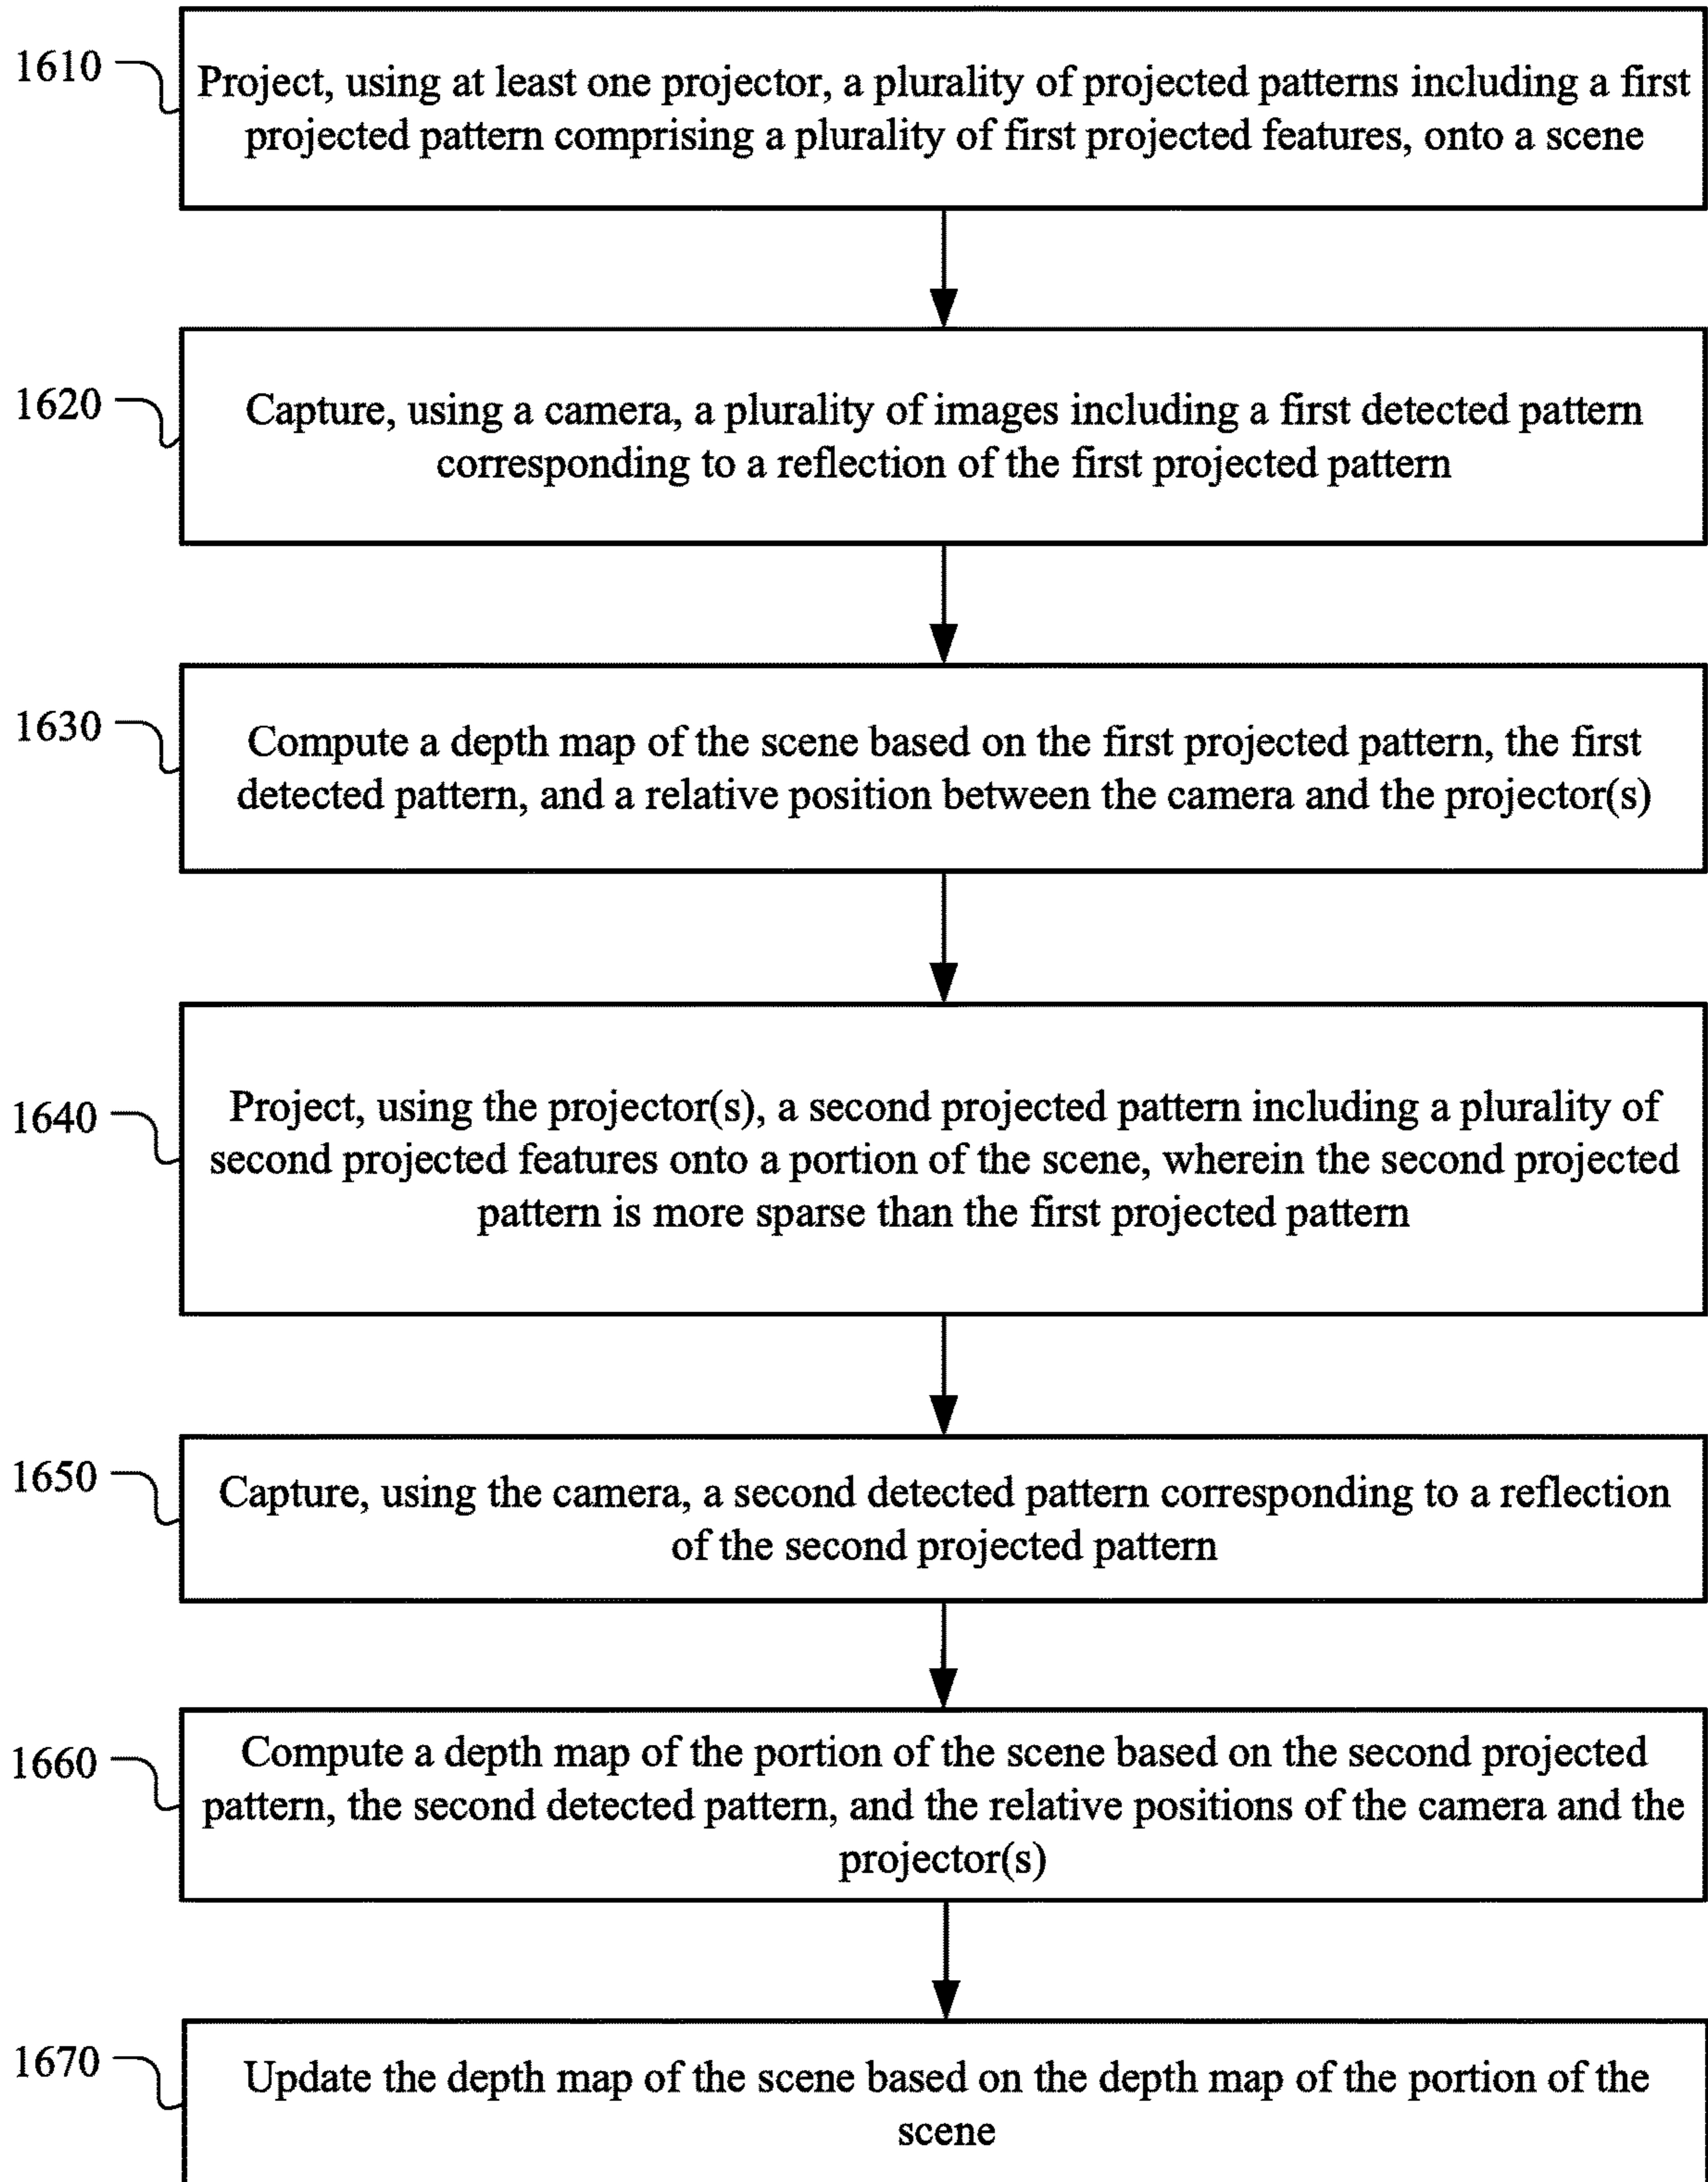 1610
Project, using at least one projector, a plurality of projected patterns including a first
projected pattern comprising a plurality of first projected features, onto a scene
1620
Capture, using a camera, a plurality of images including a first detected pattern
corresponding to a reflection of the first projected pattern
1630
Compute a depth map of the scene based on the first projected pattern, the first
detected pattern, and a relative position between the camera and the projector(s)
1640
Project, using the projector(s), a second projected pattern including a plurality of
second projected features onto a portion of the scene, wherein the second projected
pattern is more sparse than the first projected pattern
1650
Capture, using the camera, a second detected pattern corresponding to a reflection
of the second projected pattern
1660
Compute a depth map of the portion of the scene based on the second projected
pattern, the second detected pattern, and the relative positions of the camera and the
projector(s)
1670
Update the depth map of the scene based on the depth map of the portion of the
scene